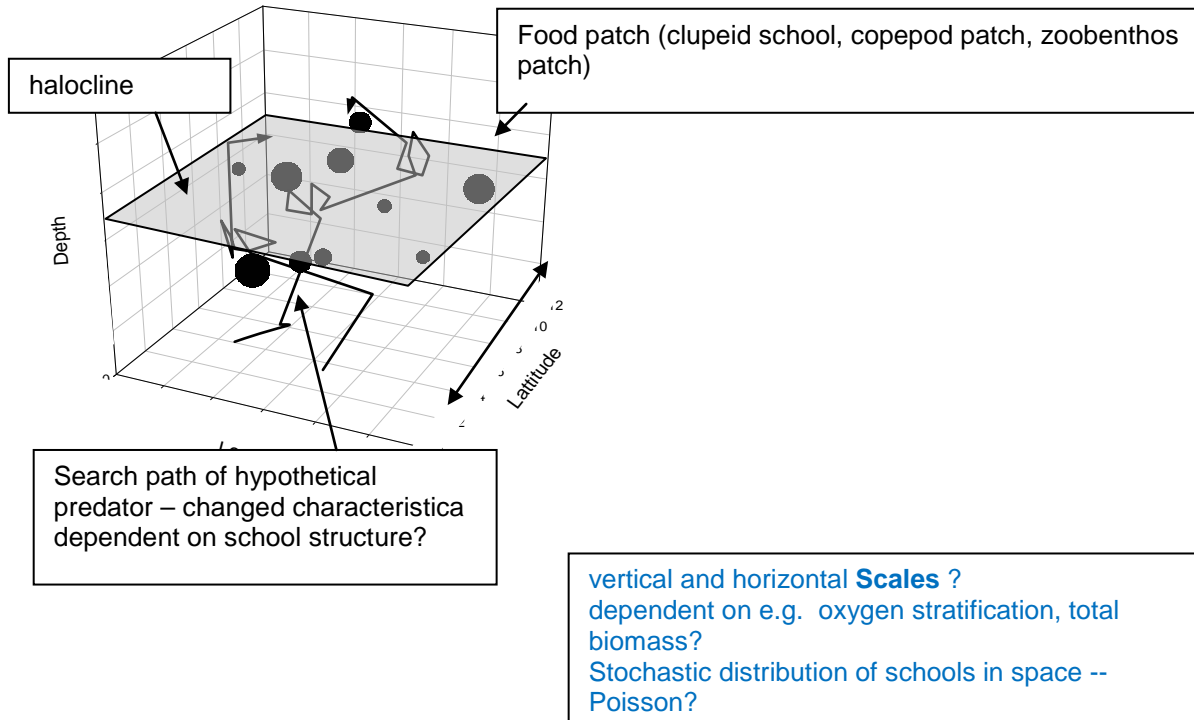 Food patch (clupeid school, copepod patch, zoobenthos
patch)
halocline
Depth
Lattitude
Search path of hypothetical
predator – changed characteristica
dependent on school structure?
vertical and horizontal Scales ?
dependent on e.g. oxygen stratification, total
biomass?
Stochastic distribution of schools in space --
Poisson?